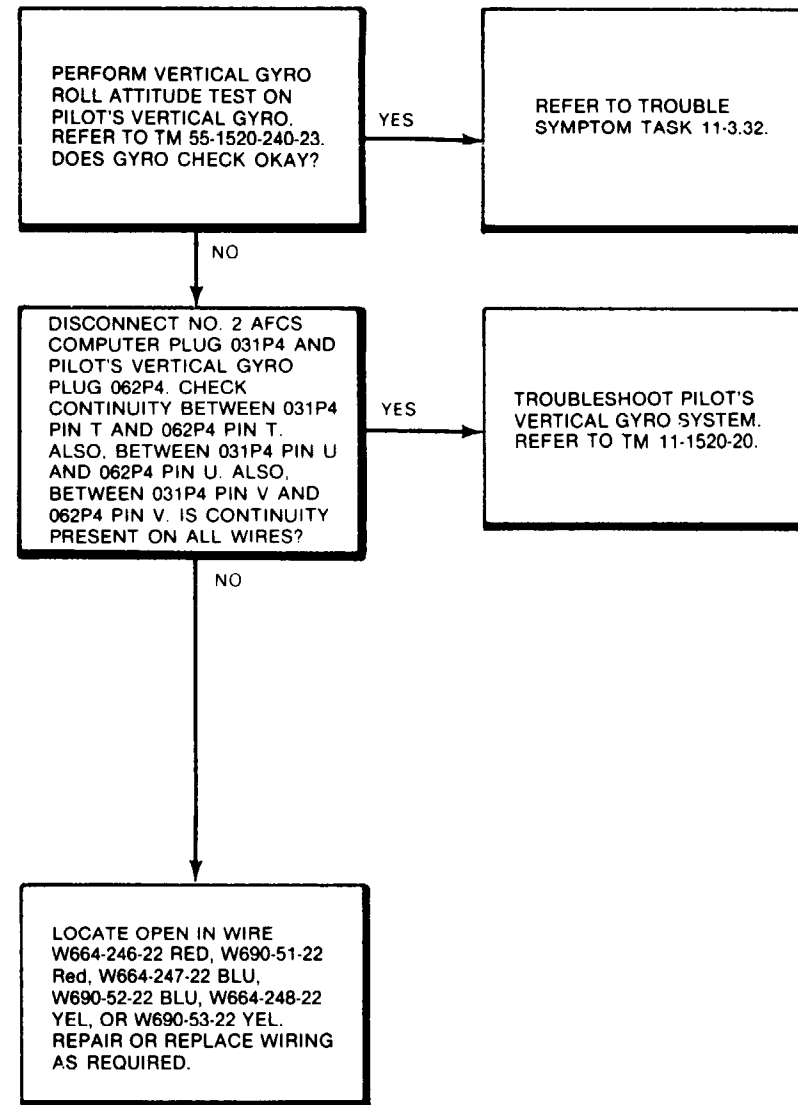 PERFORM VERTICAL GYRO
ROLL ATTITUDE TEST ON
PILOT'S VERTICAL GYRO.
REFER TO TM 55-1520-240-23.
DOES GYRO CHECK OKAY?
YES
REFER TO TROUBLE
SYMPTOM TASK 11-3.32.
NO
DISCONNECT NO. 2 AFCS
COMPUTER PLUG 031P4 AND
PILOT'S VERTICAL GYRO
PLUG 062P4. CHECK
CONTINUITY BETWEEN 031P4
PIN T AND 062P4 PIN T.
ALSO, BETWEEN 031P4 PIN U
AND 062P4 PIN U. ALSO,
BETWEEN 031P4 PIN V AND
062P4 PIN V. IS CONTINUITY
PRESENT ON ALL WIRES?
YES
TROUBLESHOOT PILOT'S
VERTICAL GYRO SYSTEM.
REFER TO TM 11-1520-20.
NO
LOCATE OPEN IN WIRE
W664-246-22 RED, W690-51-22
Red, W664-247-22 BLU,
W690-52-22 BLU, W664-248-22
YEL, OR W690-53-22 YEL.
REPAIR OR REPLACE WIRING
AS REQUIRED.